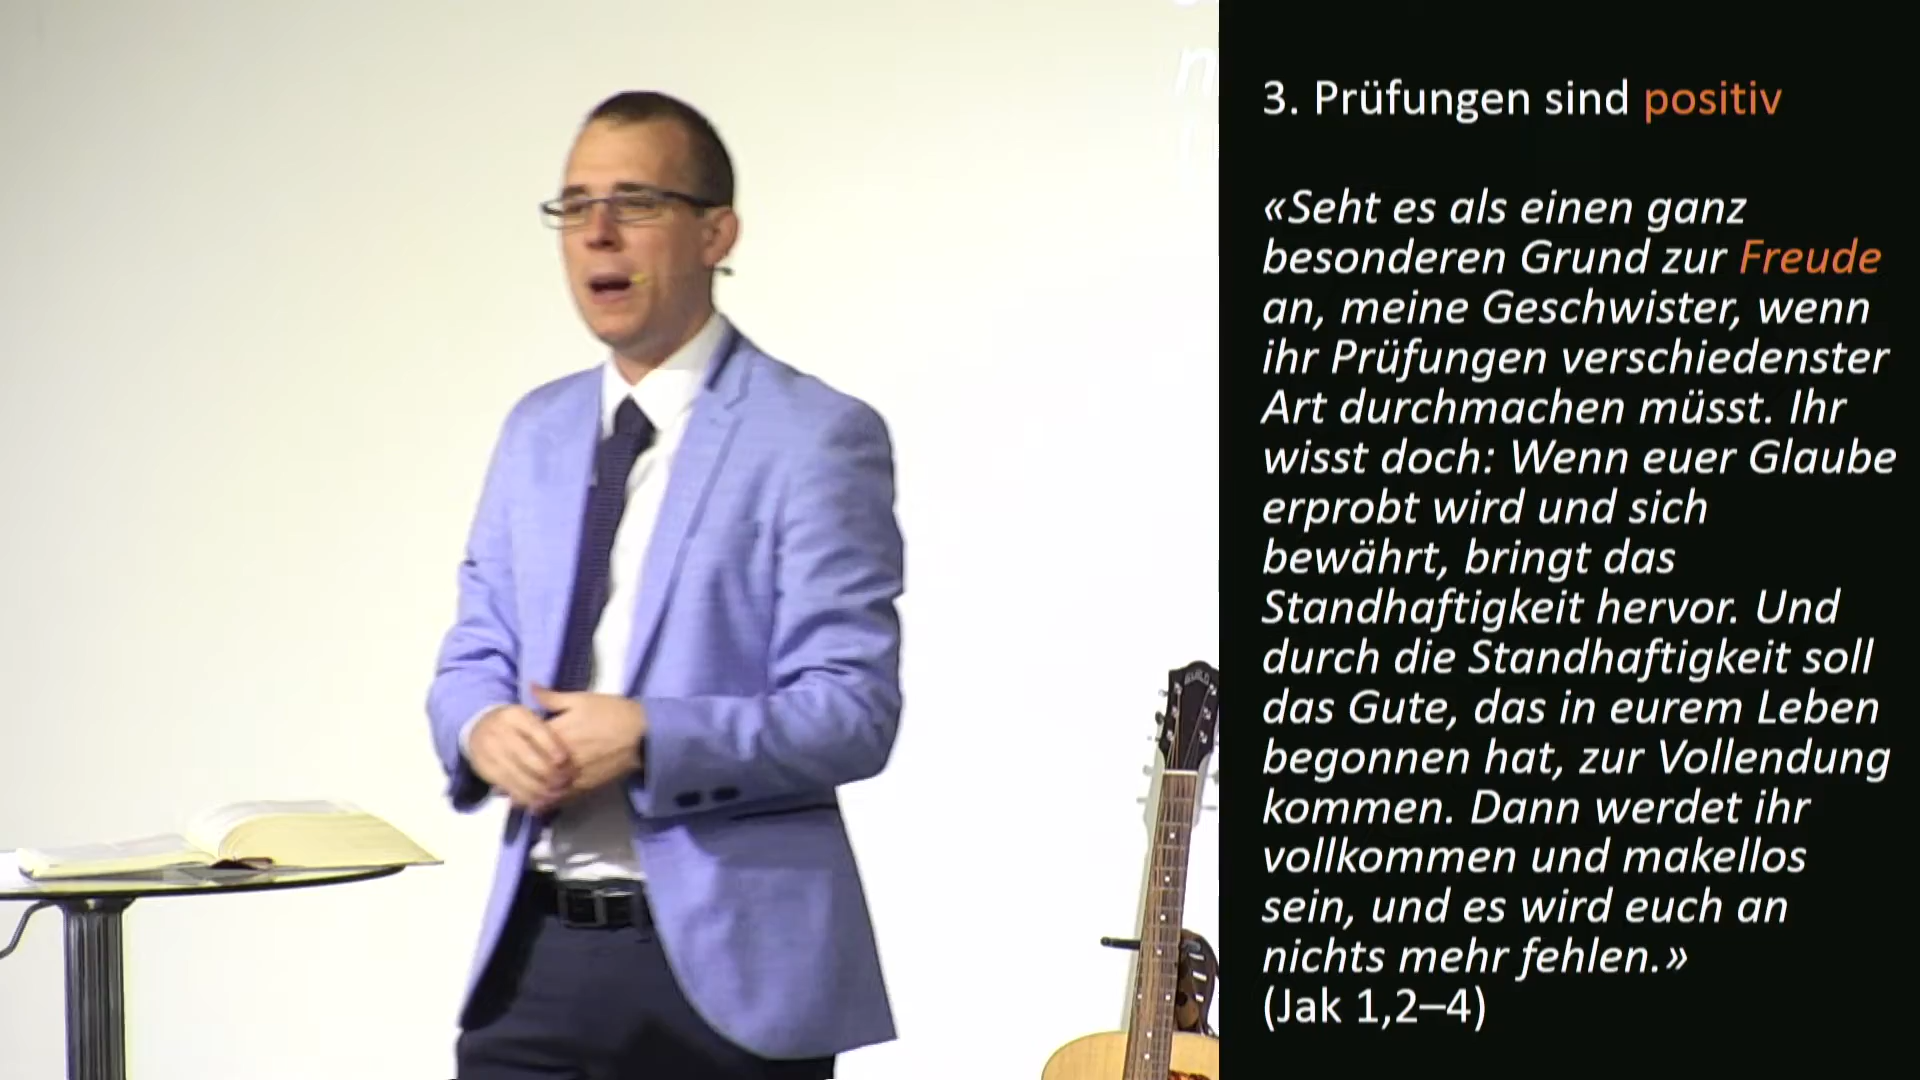 3. Prüfungen sind positiv
«Seht es als einen ganz
besonderen Grund zur Freude
an, meine Geschwister, wenn
ihr Prüfungen verschiedenster
Art durchmachen müsst. Ihr
wisst doch: Wenn euer Glaube
erprobt wird und sich
bewährt, bringt das
Standhaftigkeit hervor. Und
durch die Standhaftigkeit soll
das Gute, das in eurem Leben
begonnen hat, zur Vollendung
kommen. Dann werdet ihr
vollkommen und makellos
sein, und es wird euch an
nichts mehr fehlen.»
(Jak 1,2–4)